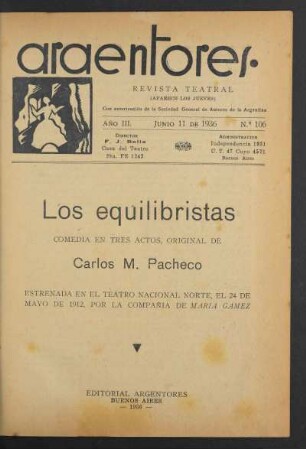 argentores.
REVISTA TEATRAL
(APARECE LOS JUEVES)
Con autorización de la Sociedad General de Autores de la Argentina
AÑO III. JUNIO 11 DE 1936 N.º 106
Director
F. J. Bolla
Casa del Teatro
Sta. FE 1243
Administración
Independencia
Buenos Aires
Los equilibristas
COMEDIA EN TRES ACTOS, ORIGINAL DE
Carlos M. Pacheco
ESTRENADA EN EL TEATRO NACIONAL NORTE, EL 24 DE
MAYO DE 1912, POR LA COMPAÑIA DE MARIA GAMEZ
EDITORIAL ARGENTORES
BUENOS AIRES
— 1936 —